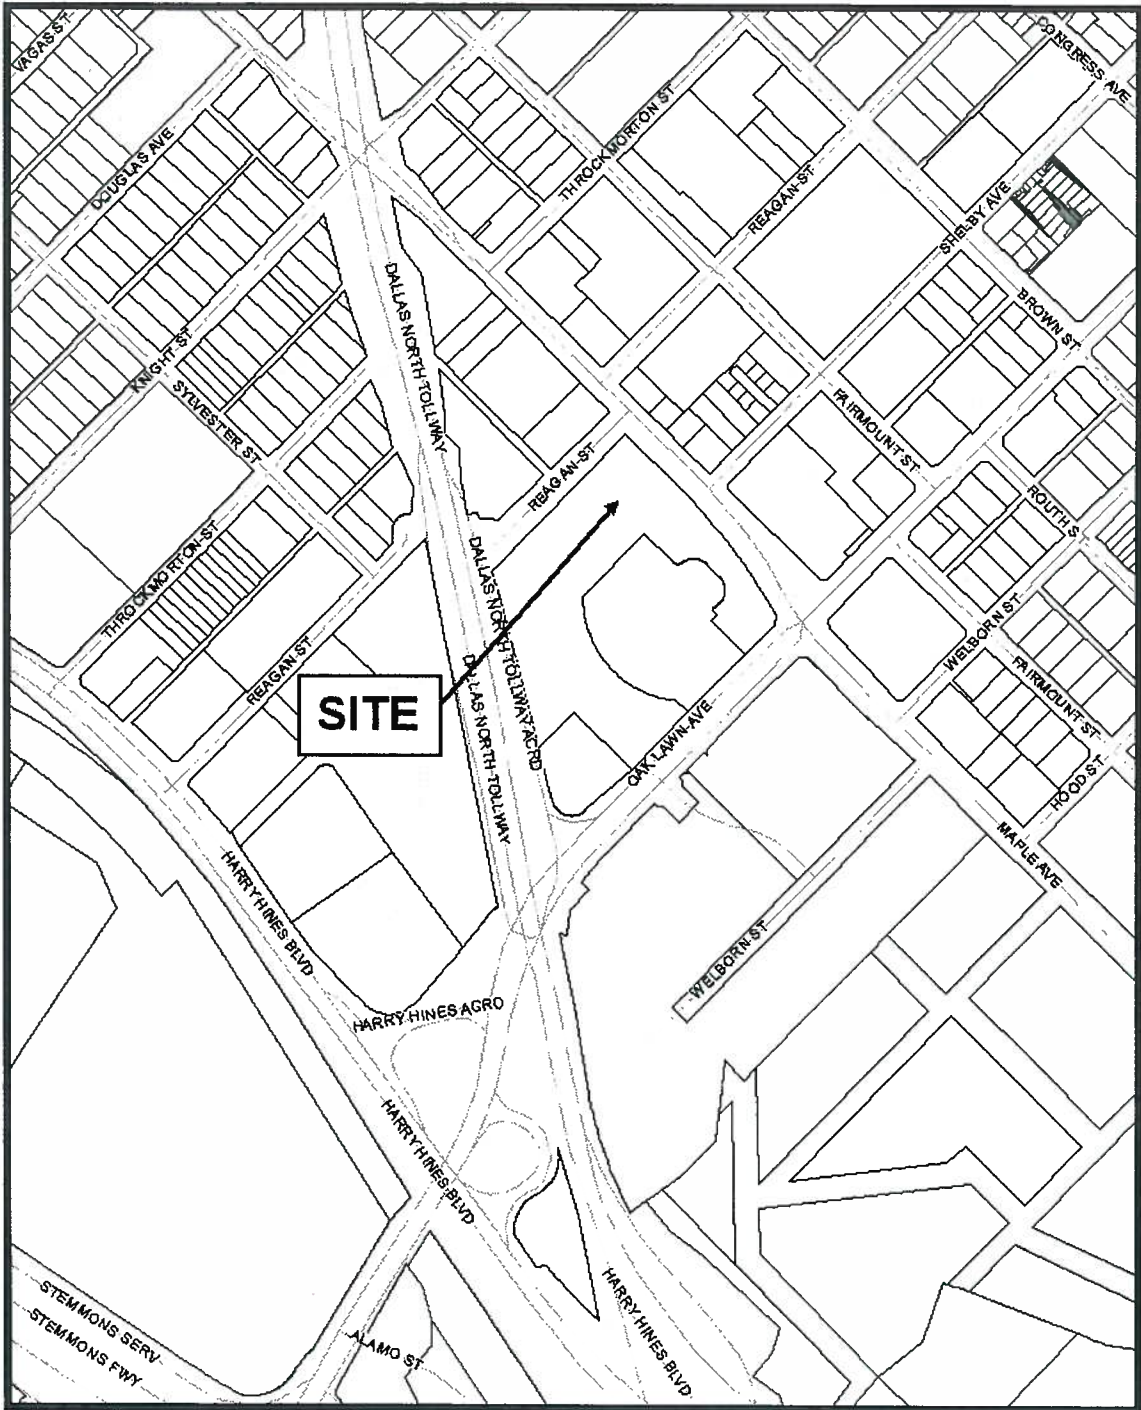 VAGAS ST
CONGRESS AVE
THROCKMORTON ST
DOUGLAS AVE
REAGAN ST
SHELBY AVE
DALLAS NORTH TOLLWAY
BROWN ST
KNIGHT ST
SYLVESTER ST
FAIRMOUNT ST
REAGAN ST
ROUTH ST
THROCKMORTON ST
DALLAS NORTH TOLLWAY ACRD
WELBORN ST
REAGAN ST
DALLAS NORTH TOLLWAY
FAIRMOUNT ST
SITE
OAK LAWN AVE
HOOD ST
MAPLE AVE
HARRY HINES BLVD
WELBORN ST
HARRY HINES ACRO
HARRY HINES BLVD
STEMMONS SERV
STEMMONS FWY
ALAMO ST
HARRY HINES BLVD